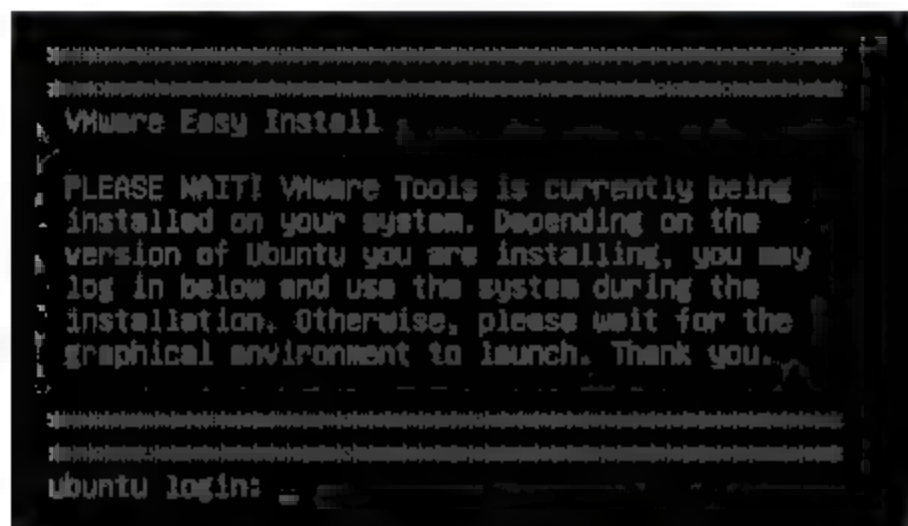 VMware Easy Install
PLEASE WAIT! VMware Tools is currently being
installed on your system. Depending on the
version of Ubuntu you are installing, you may
log in below and use the system during the
installation. Otherwise, please wait for the
graphical environment to launch. Thank you.
ubuntu login: _